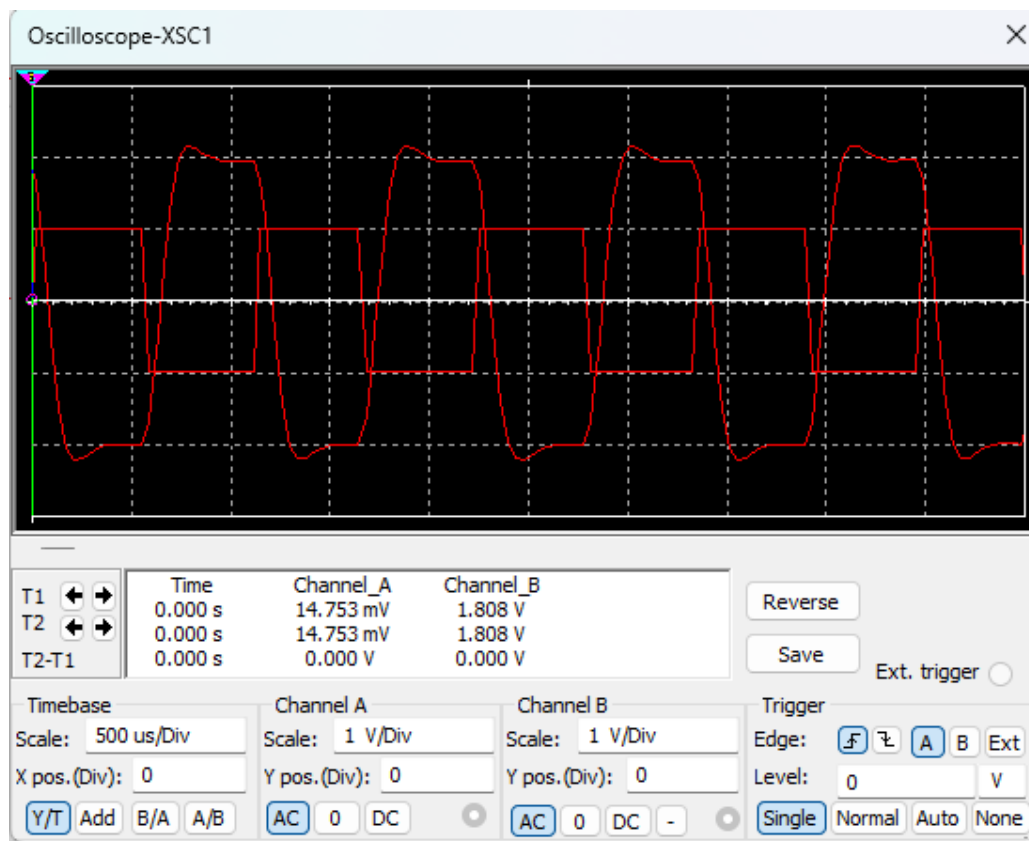 Oscilloscope-XSC1
T1
T2
T2-T1
Time Channel_A Channel_B
0.000 s 14.753 mV 1.808 V
0.000 s 14.753 mV 1.808 V
0.000 s 0.000 V 0.000 V
Reverse
Save
Ext. trigger
Timebase
Scale: 500 us/Div
X pos.(Div): 0
Y/T Add B/A A/B
Channel A
Scale: 1 V/Div
Y pos.(Div): 0
AC 0 DC
Channel B
Scale: 1 V/Div
Y pos.(Div): 0
AC 0 DC -
Trigger
Edge: A B Ext
Level: 0 V
Single Normal Auto None